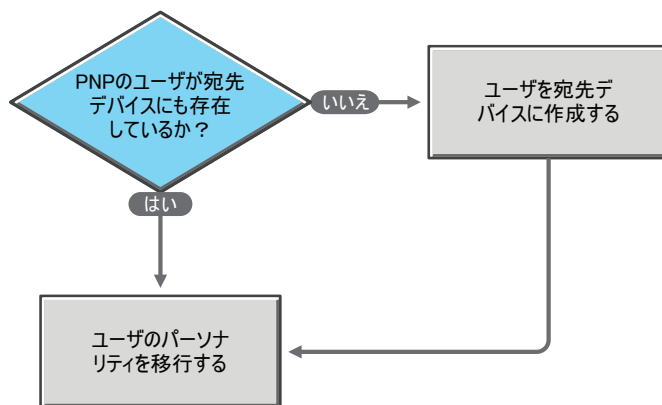 PNPのユーザが宛先
デバイスにも存在
しているか？
いいえ
ユーザを宛先デ
バイスに作成する
はい
ユーザのパーソナ
リティを移行する